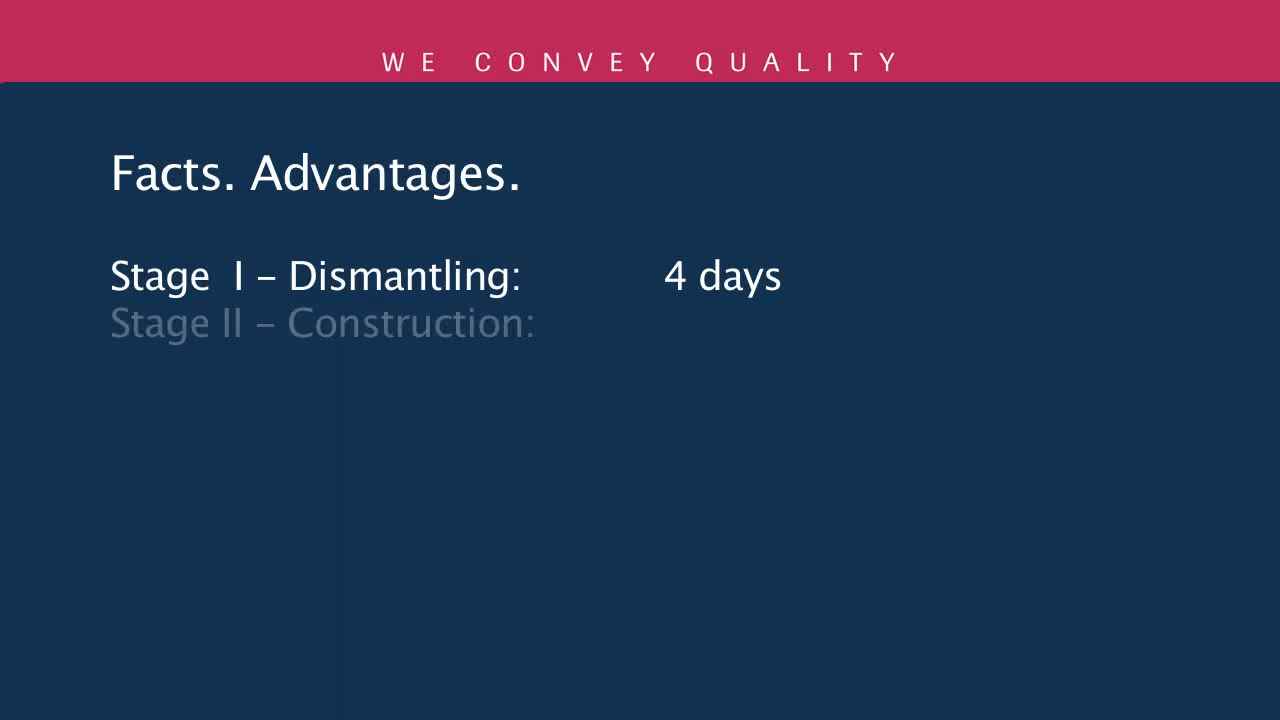 WE CONVEY QUALITY
Facts. Advantages.
Stage I – Dismantling: 4 days
Stage II – Construction: